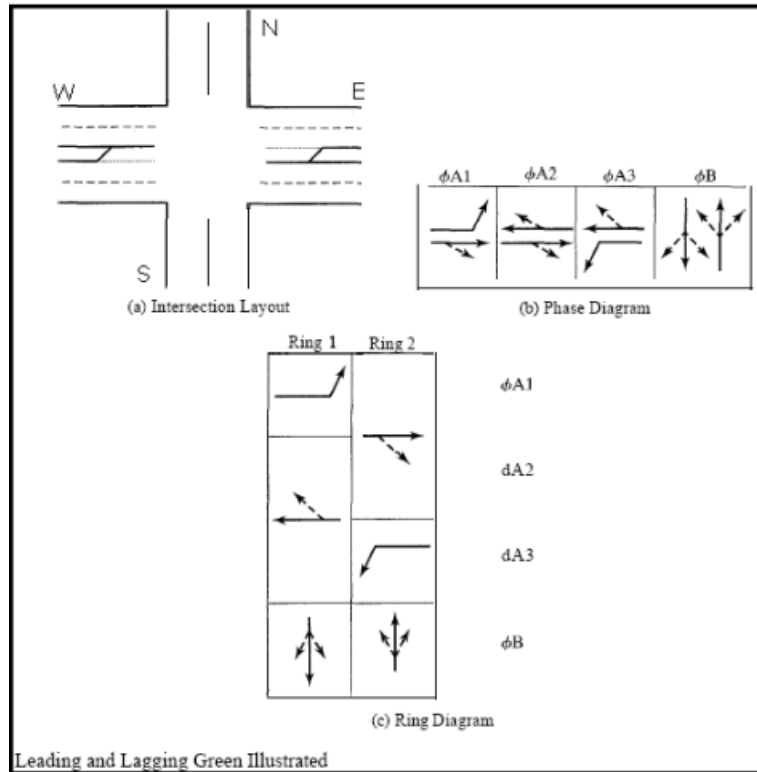 N
W
E
S
(a) Intersection Layout
ϕA1 ϕA2 ϕA3 ϕB
(b) Phase Diagram
Ring 1 Ring 2
ϕA1
dA2
dA3
ϕB
(c) Ring Diagram
Leading and Lagging Green Illustrated